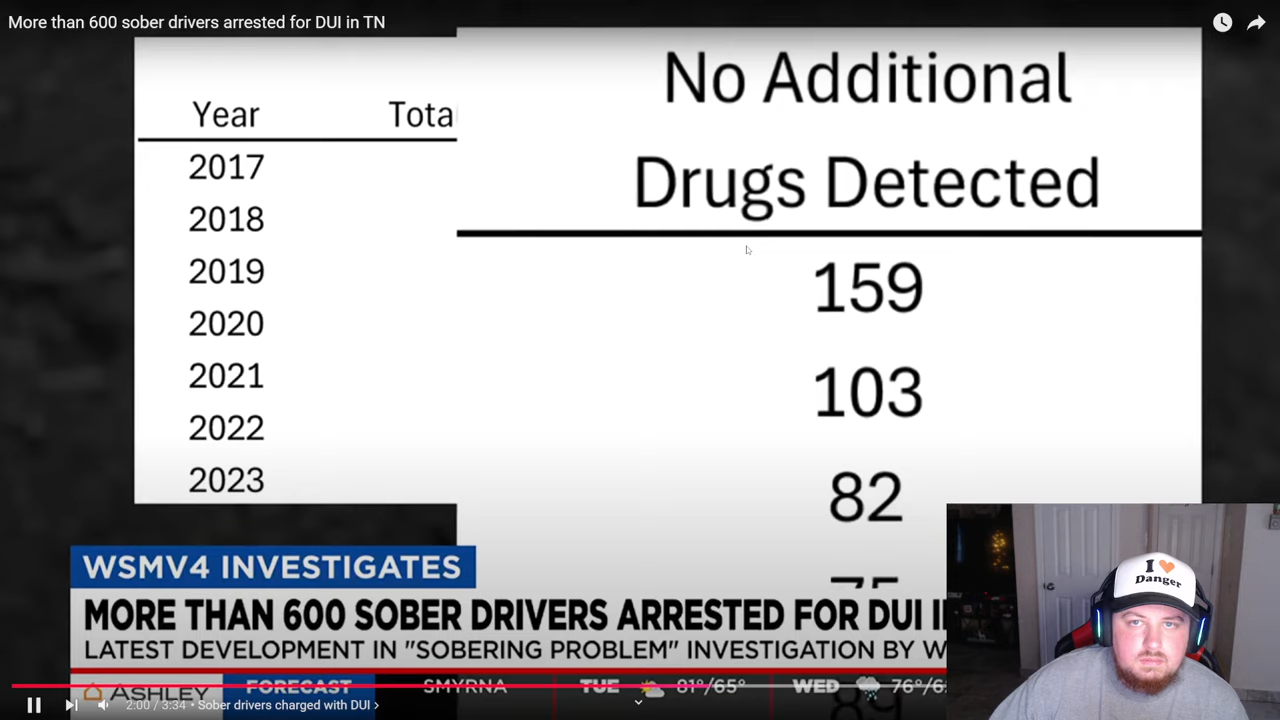 More than 600 sober drivers arrested for DUI in TN
No Additional
Drugs Detected
Year Tota
2017
2018
2019
2020
2021
2022
2023
159
103
82
75
WSMV4 INVESTIGATES
MORE THAN 600 SOBER DRIVERS ARRESTED FOR DUI I
LATEST DEVELOPMENT IN "SOBERING PROBLEM" INVESTIGATION BY W
ASHLEY FORECAST SMYRNA TUE 81°/65° WED 76°/6
89
2:00 / 3:34 • Sober drivers charged with DUI ›
I 🧡
Danger